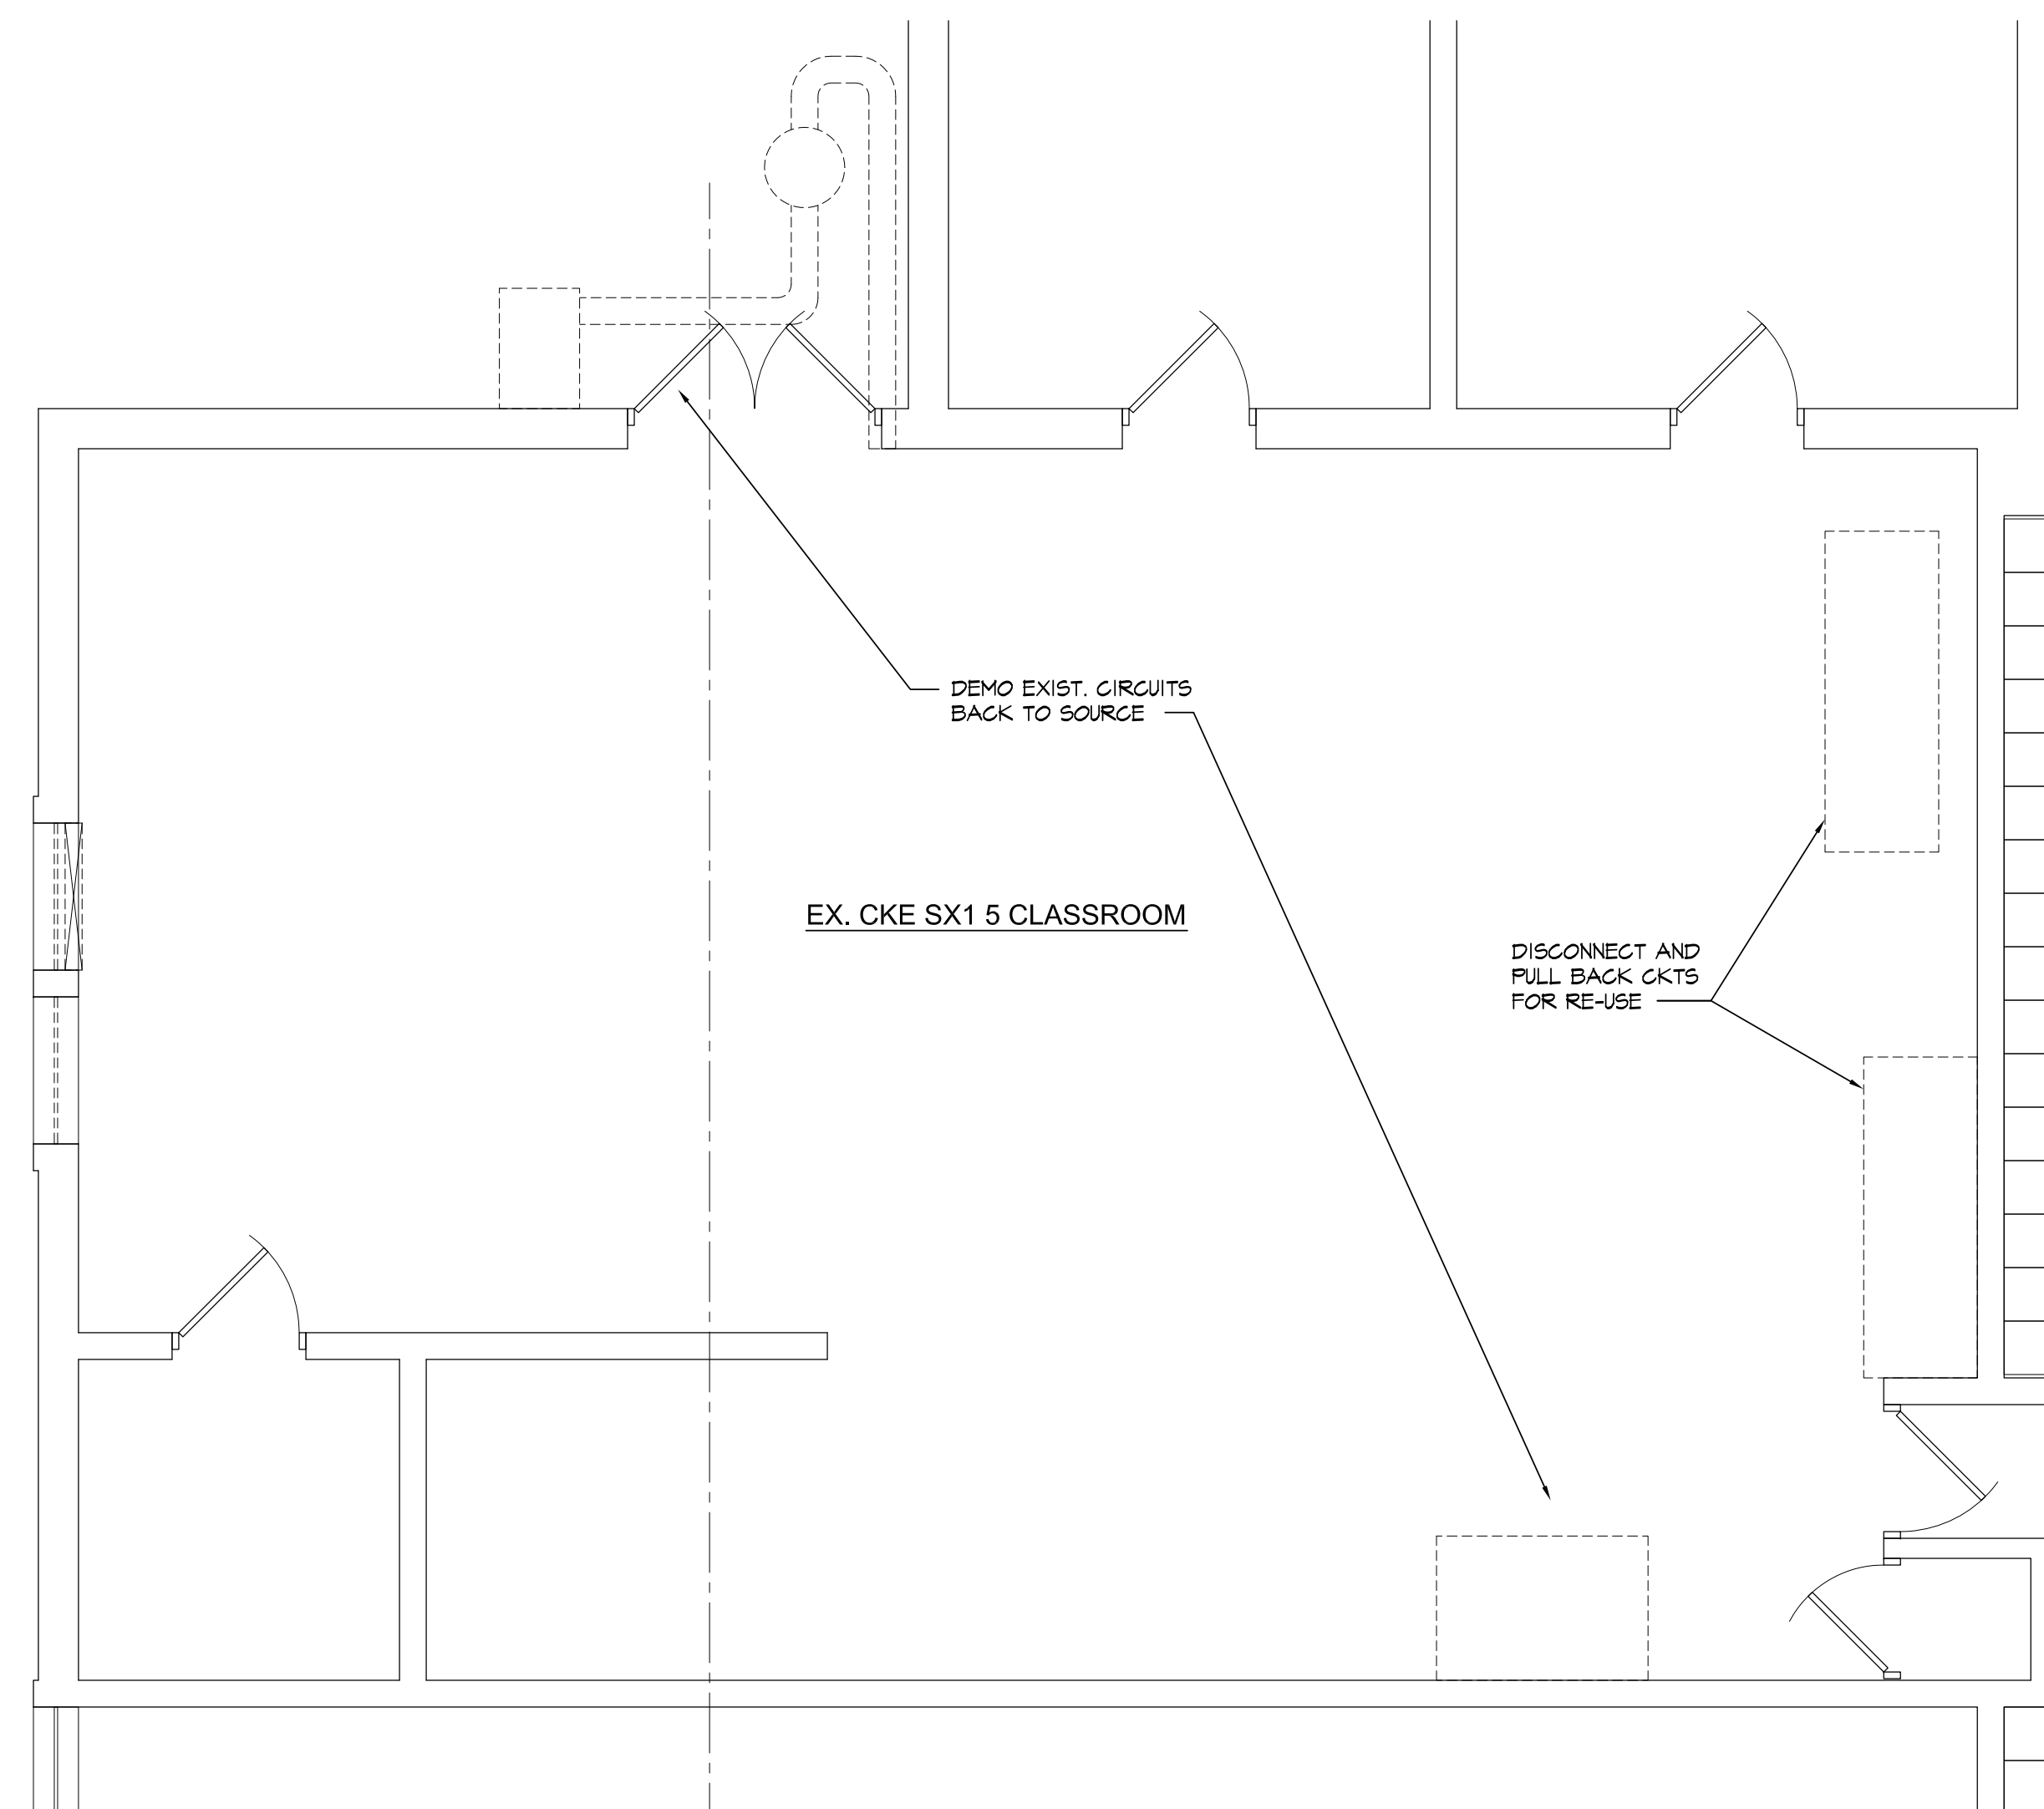 DEMO EXIST. CIRCUITS
BACK TO SOURCE
EX. CKE SX1 5 CLASSROOM
DISCONNECT AND
PULL BACK CKTS
FOR RE-USE